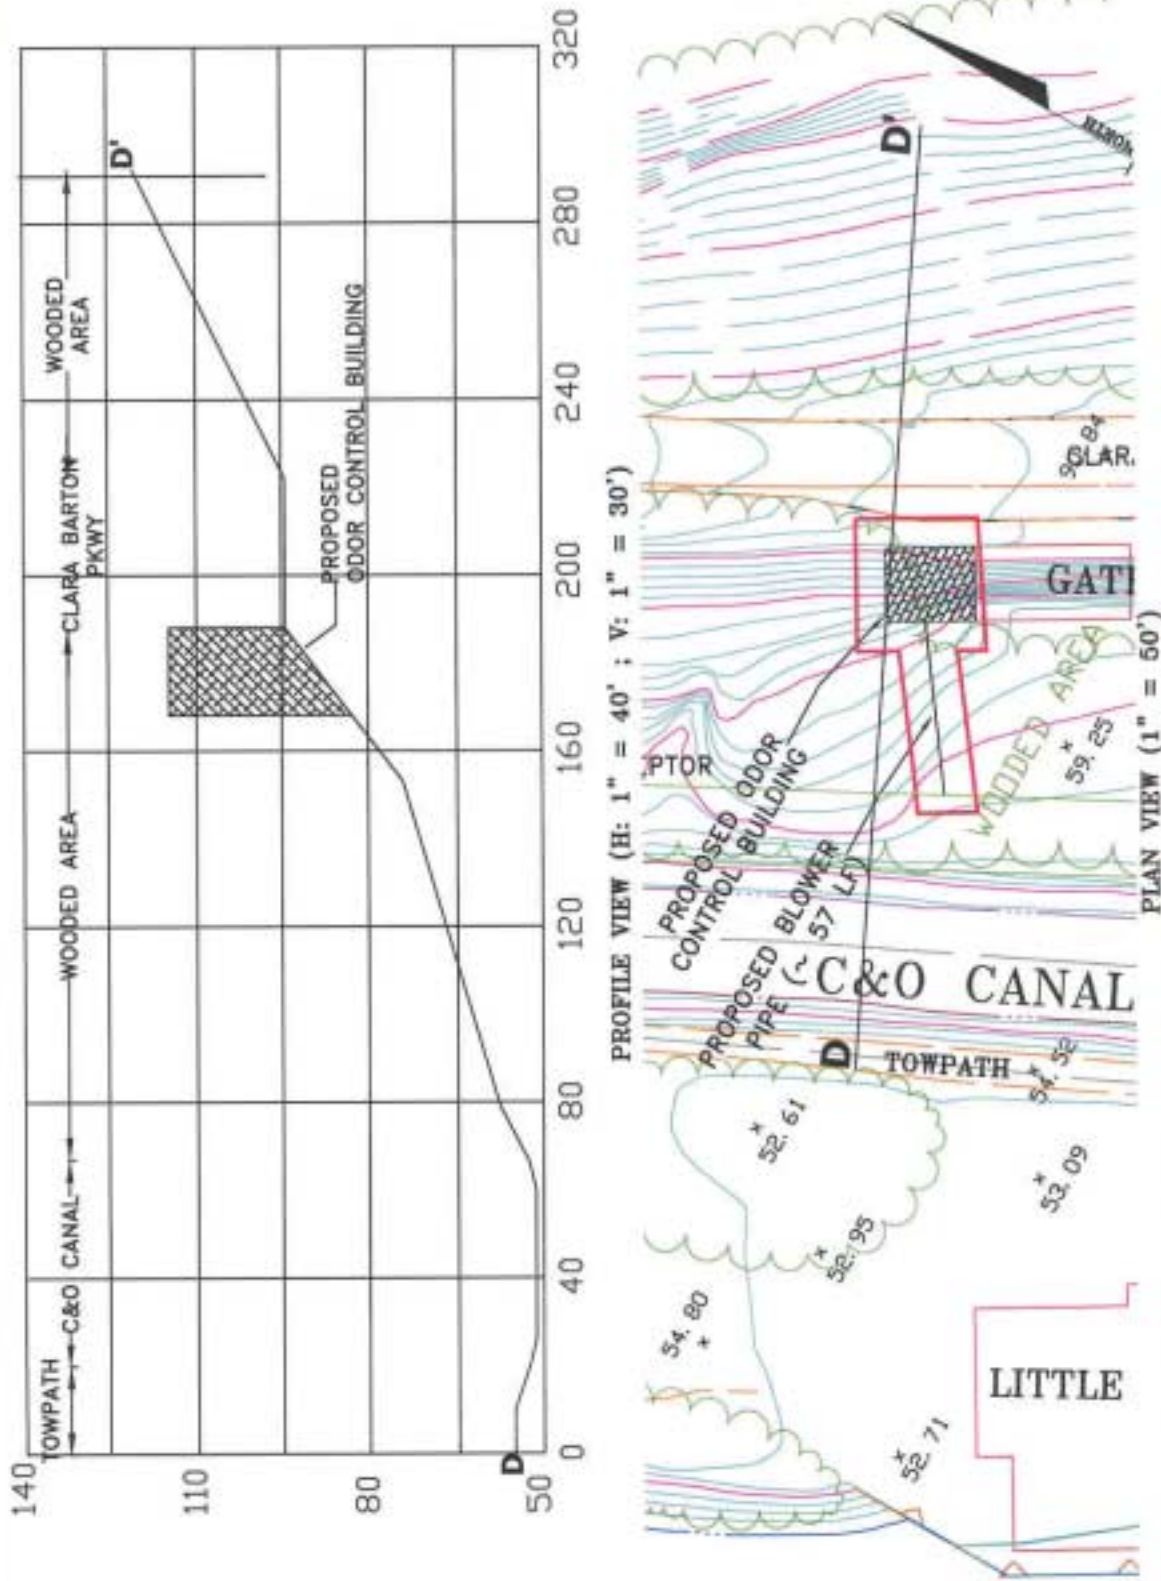 140
110
80
50
0
40
80
120
160
200
240
280
320
TOWPATH
C&O CANAL
WOODED AREA
CLARA BARTON
PKWY
WOODED
AREA
D
D'
PROPOSED
ODOR CONTROL BUILDING
PROFILE VIEW (H: 1" = 40' ; V: 1" = 30')
PROPOSED ODOR
CONTROL BUILDING
PROPOSED BLOWER
PIPE (~ 57 LF)
PTOR
D
D'
C&O CANAL
TOWPATH
WOODED AREA
GATE
CLAR
NORTH
54.80
52.61
52.95
52.71
53.09
54.52
59.25
LITTLE
PLAN VIEW (1" = 50')